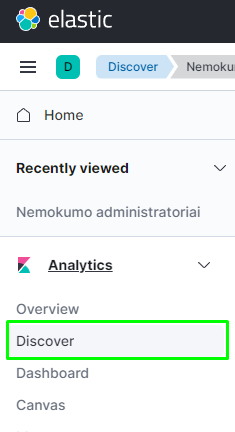 elastic
D Discover Nemokumo
Home
Recently viewed
Nemokumo administratoriai
Analytics
Overview
Discover
Dashboard
Canvas